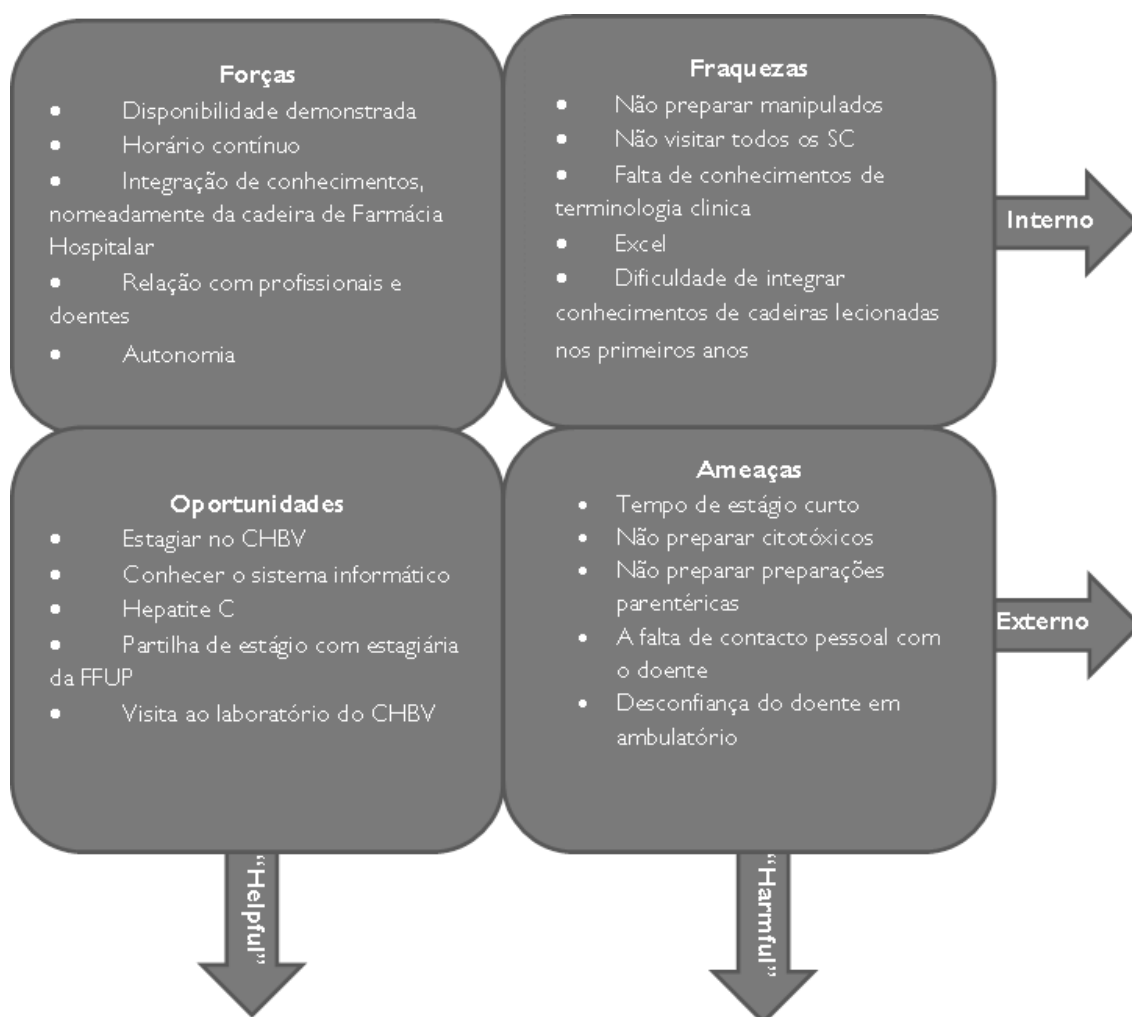 Forças
• Disponibilidade demonstrada
• Horário contínuo
• Integração de conhecimentos,
nomeadamente da cadeira de Farmácia
Hospitalar
• Relação com profissionais e
doentes
• Autonomia
Fraquezas
• Não preparar manipulados
• Não visitar todos os SC
• Falta de conhecimentos de
terminologia clinica
• Excel
• Dificuldade de integrar
conhecimentos de cadeiras lecionadas
nos primeiros anos
Interno
Oportunidades
• Estagiar no CHBV
• Conhecer o sistema informático
• Hepatite C
• Partilha de estágio com estagiária
da FFUP
• Visita ao laboratório do CHBV
Ameaças
• Tempo de estágio curto
• Não preparar citotóxicos
• Não preparar preparações
parentéricas
• A falta de contacto pessoal com
o doente
• Desconfiança do doente em
ambulatório
Externo
“Helpful”
“Harmful”